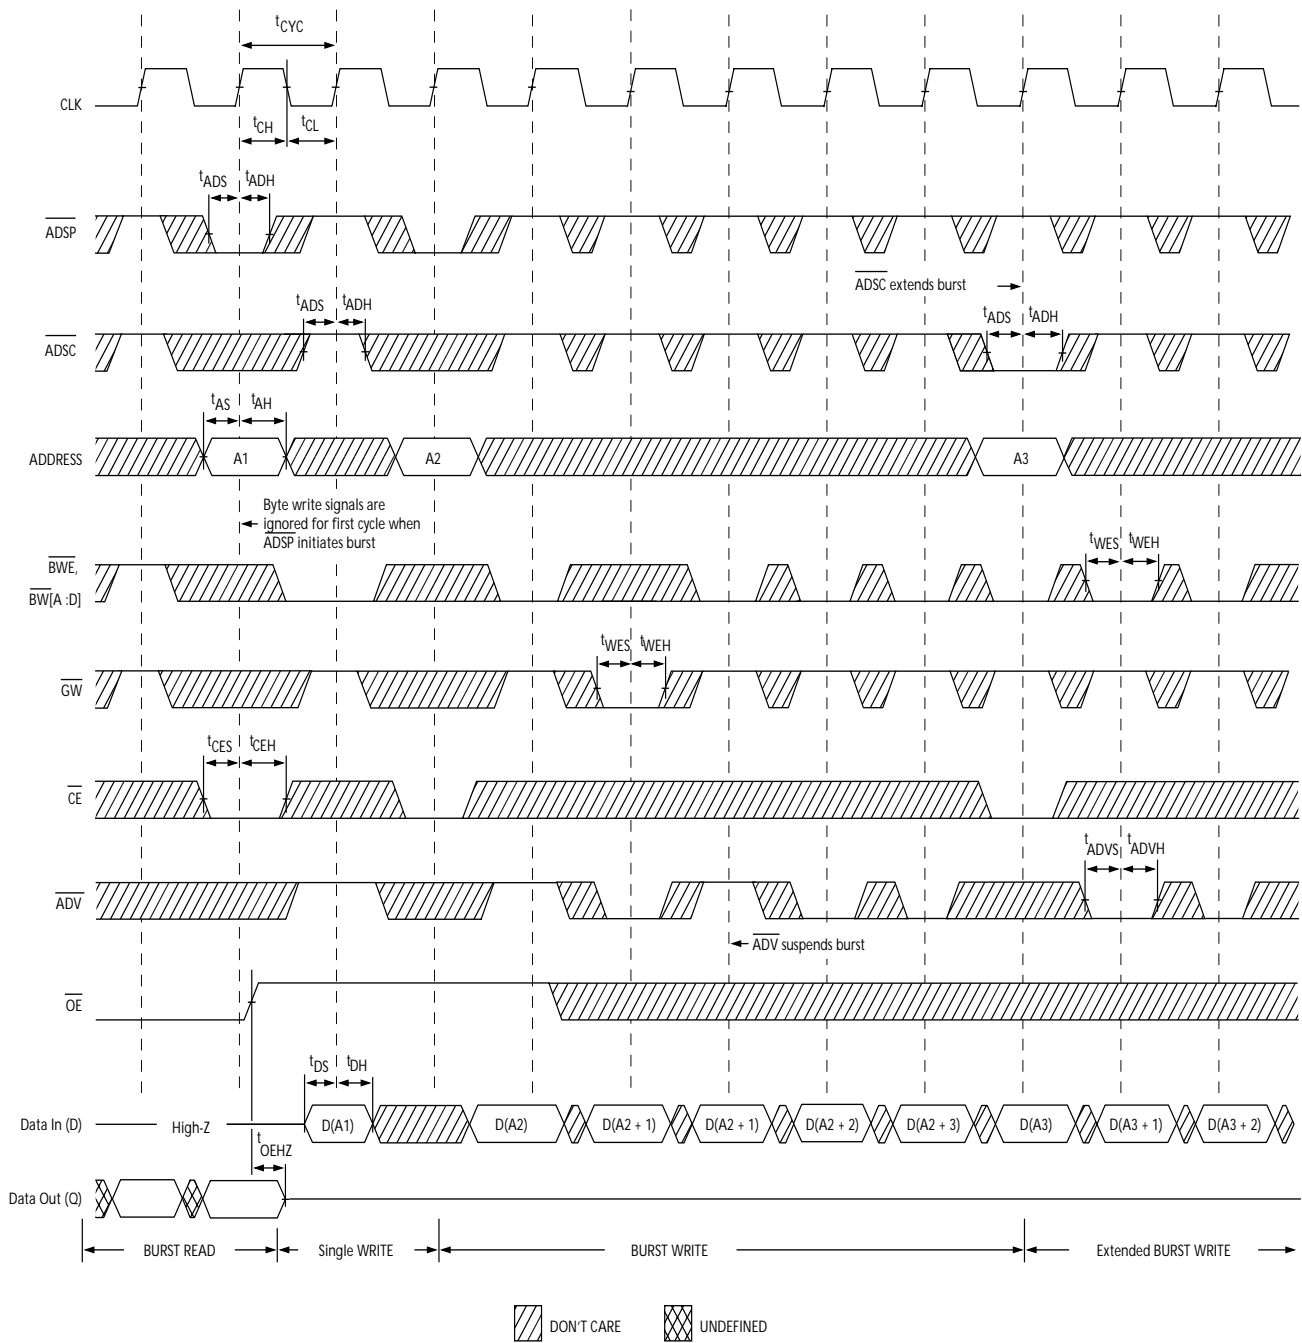 tCYC
CLK
tCH
tCL
tADS
tADH
ADSP
ADSC extends burst
tADS
tADH
tADS
tADH
ADSC
tAS
tAH
ADDRESS
A1
A2
A3
Byte write signals are
ignored for first cycle when
ADSP initiates burst
BWE,
BW[A :D]
tWES
tWEH
tWES
tWEH
GW
tCES
tCEH
CE
tADVS
tADVH
ADV
ADV suspends burst
OE
tDS
tDH
Data In (D)
High-Z
D(A1)
D(A2)
D(A2 + 1)
D(A2 + 1)
D(A2 + 2)
D(A2 + 3)
D(A3)
D(A3 + 1)
D(A3 + 2)
tOEHZ
Data Out (Q)
BURST READ
Single WRITE
BURST WRITE
Extended BURST WRITE
DON'T CARE
UNDEFINED